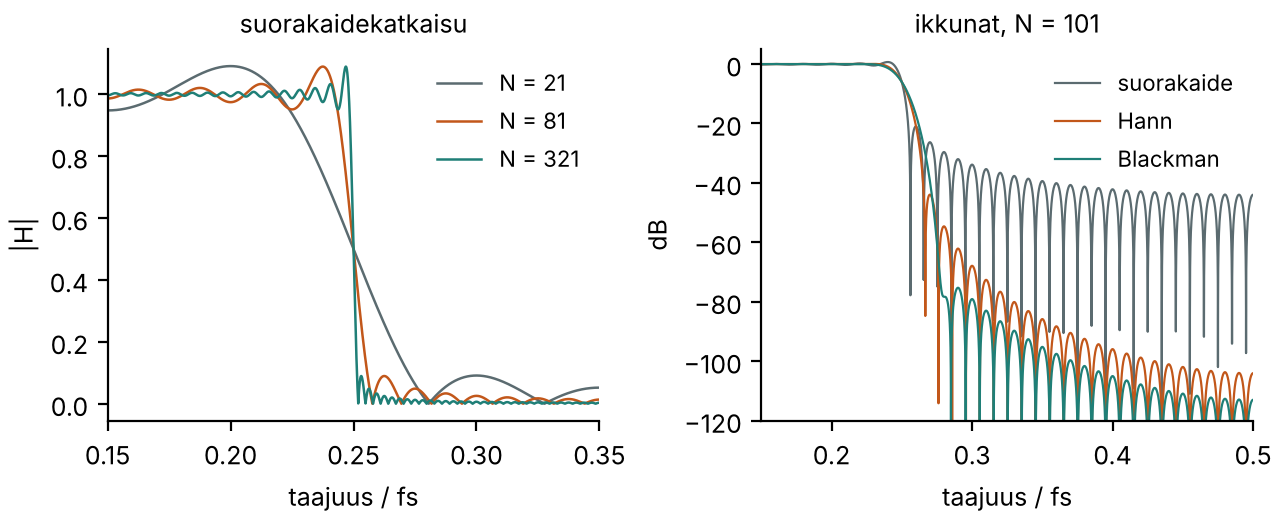 suorakaidekatkaisu
|H|
1.0
0.8
0.6
0.4
0.2
0.0
N = 21
N = 81
N = 321
0.15
0.20
0.25
0.30
0.35
taajuus / fs
ikkunat, N = 101
dB
0
−20
−40
−60
−80
−100
−120
suorakaide
Hann
Blackman
0.2
0.3
0.4
0.5
taajuus / fs